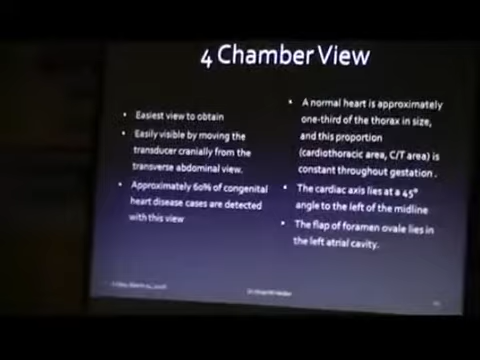 4 Chamber View
• Easiest view to obtain
• Easily visible by moving the
transducer cranially from the
transverse abdominal view.
• Approximately 60% of congenital
heart disease cases are detected
with this view
• A normal heart is approximately
one-third of the thorax in size,
and this proportion
(cardiothoracic area, C/T area) is
constant throughout gestation .
• The cardiac axis lies at a 45°
angle to the left of the midline
• The flap of foramen ovale lies in
the left atrial cavity.